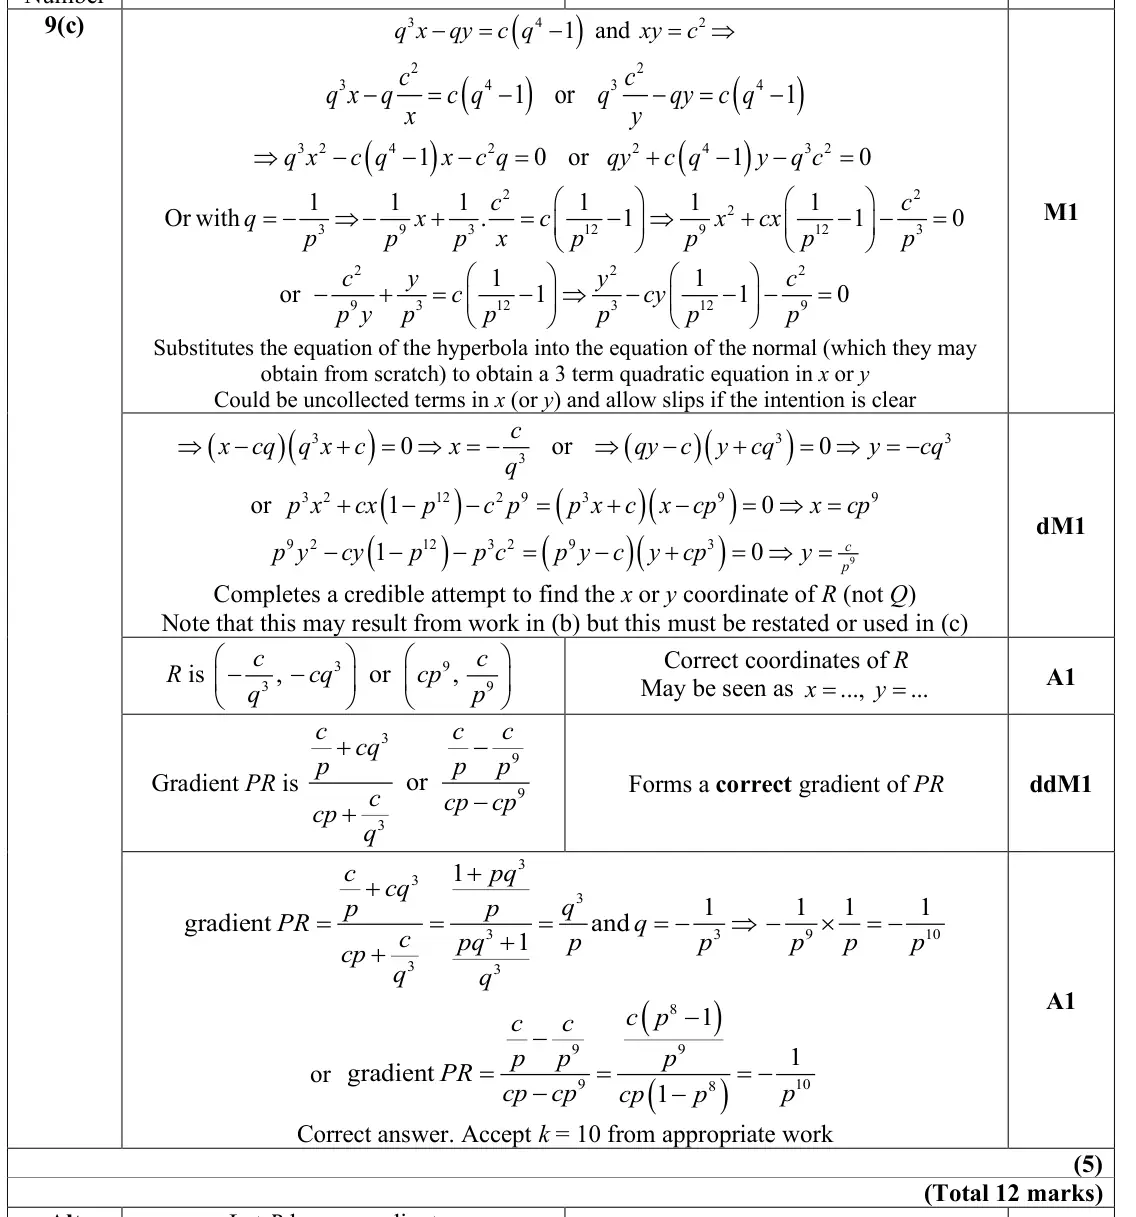 Number
9(c)
q³x − qy = c(q⁴ − 1) and xy = c² ⇒
q³x − q c²/x = c(q⁴ − 1) or q³ c²/y − qy = c(q⁴ − 1)
⇒ q³x² − c(q⁴ − 1)x − c²q = 0 or qy² + c(q⁴ − 1)y − q³c² = 0
Or with q = −1/p³ ⇒ −1/p⁹ x + 1/p³ . c²/x = c(1/p¹² − 1) ⇒ 1/p⁹ x² + cx(1/p¹² − 1) − c²/p³ = 0
or −c²/(p⁹y) + y/p³ = c(1/p¹² − 1) ⇒ y²/p³ − cy(1/p¹² − 1) − c²/p⁹ = 0
Substitutes the equation of the hyperbola into the equation of the normal (which they may
obtain from scratch) to obtain a 3 term quadratic equation in x or y
Could be uncollected terms in x (or y) and allow slips if the intention is clear
M1
⇒ (x − cq)(q³x + c) = 0 ⇒ x = −c/q³ or ⇒ (qy − c)(y + cq³) = 0 ⇒ y = −cq³
or p³x² + cx(1 − p¹²) − c²p⁹ = (p³x + c)(x − cp⁹) = 0 ⇒ x = cp⁹
p⁹y² − cy(1 − p¹²) − p³c² = (p⁹y − c)(y + cp³) = 0 ⇒ y = c/p⁹
Completes a credible attempt to find the x or y coordinate of R (not Q)
Note that this may result from work in (b) but this must be restated or used in (c)
dM1
R is (−c/q³, −cq³) or (cp⁹, c/p⁹)
Correct coordinates of R
May be seen as x = ..., y = ...
A1
Gradient PR is (c/p + cq³)/(cp + c/q³) or (c/p − c/p⁹)/(cp − cp⁹)
Forms a correct gradient of PR
ddM1
gradient PR = (c/p + cq³)/(cp + c/q³) = ((1 + pq³)/p)/((pq³ + 1)/q³) = q³/p and q = −1/p³ ⇒ −1/p⁹ × 1/p = −1/p¹⁰
or gradient PR = (c/p − c/p⁹)/(cp − cp⁹) = (c(p⁸ − 1)/p⁹)/(cp(1 − p⁸)) = −1/p¹⁰
Correct answer. Accept k = 10 from appropriate work
A1
(5)
(Total 12 marks)